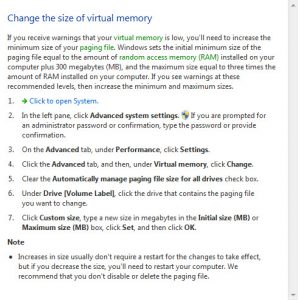 Change the size of virtual memory
If you receive warnings that your virtual memory is low, you'll need to increase the
minimum size of your paging file. Windows sets the initial minimum size of the
paging file equal to the amount of random access memory (RAM) installed on your
computer plus 300 megabytes (MB), and the maximum size equal to three times the
amount of RAM installed on your computer. If you see warnings at these
recommended levels, then increase the minimum and maximum sizes.
1. Click to open System.
2. In the left pane, click Advanced system settings. If you are prompted for
an administrator password or confirmation, type the password or provide
confirmation.
3. On the Advanced tab, under Performance, click Settings.
4. Click the Advanced tab, and then, under Virtual memory, click Change.
5. Clear the Automatically manage paging file size for all drives check box.
6. Under Drive [Volume Label], click the drive that contains the paging file
you want to change.
7. Click Custom size, type a new size in megabytes in the Initial size (MB) or
Maximum size (MB) box, click Set, and then click OK.
Note
• Increases in size usually don't require a restart for the changes to take effect,
but if you decrease the size, you'll need to restart your computer. We
recommend that you don't disable or delete the paging file.